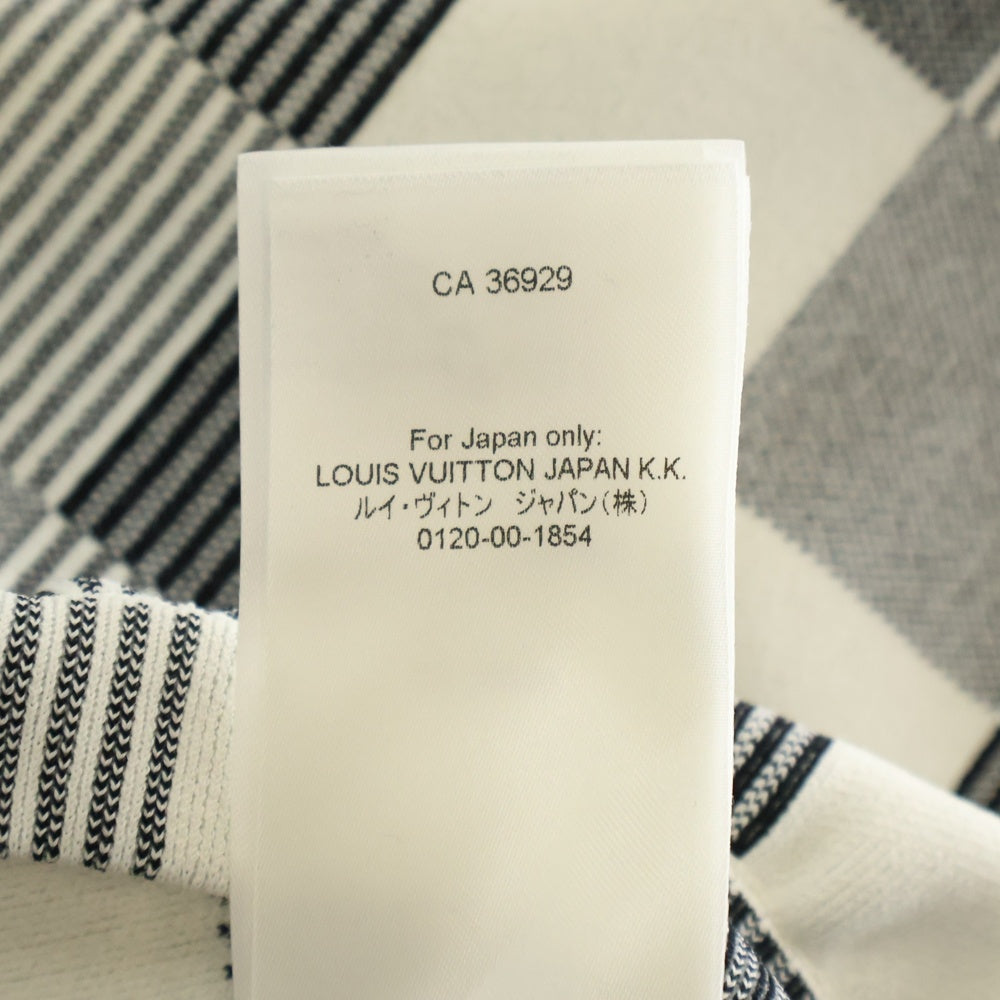 CA 36929
For Japan only:
LOUIS VUITTON JAPAN K.K.
ルイ・ヴィトン ジャパン(株)
0120-00-1854